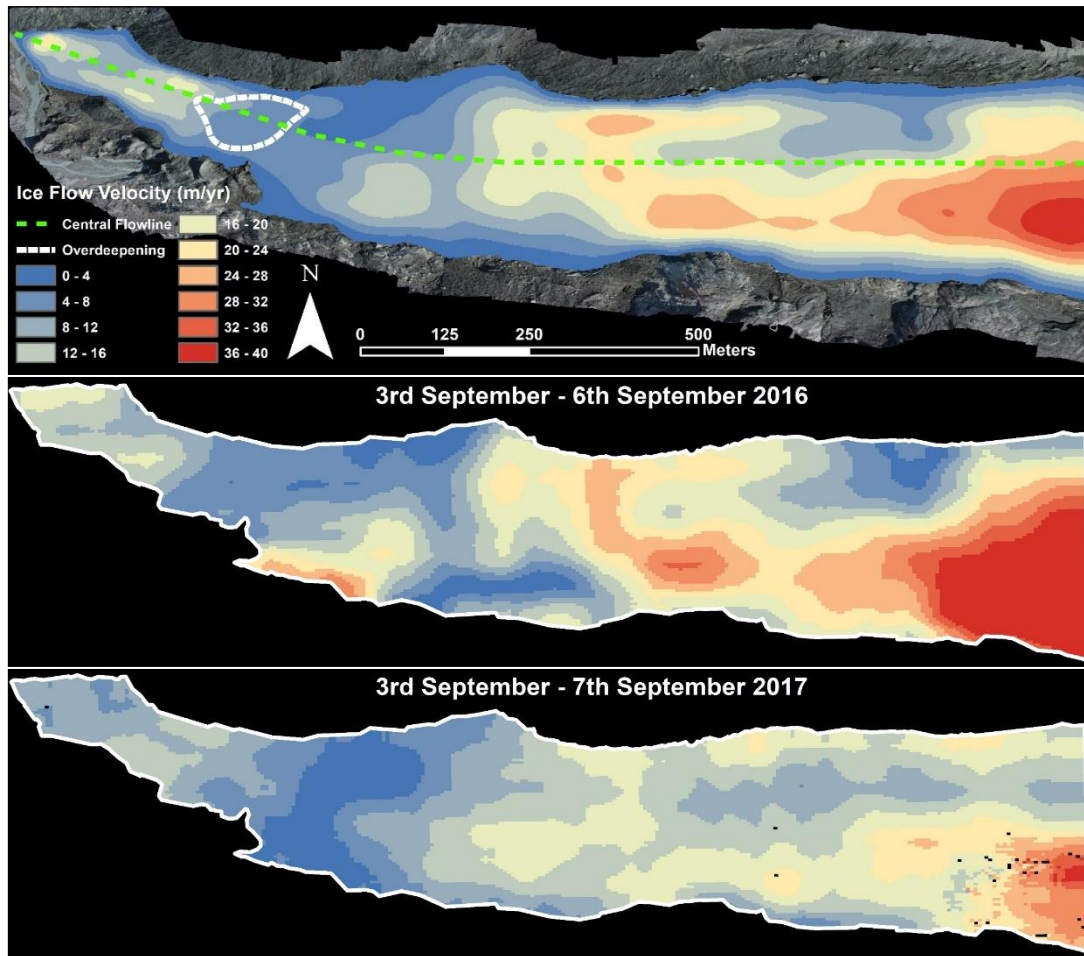 Ice Flow Velocity (m/yr)
Central Flowline
Overdeepening
0 - 4
4 - 8
8 - 12
12 - 16
16 - 20
20 - 24
24 - 28
28 - 32
32 - 36
36 - 40
N
0 125 250 500
Meters
3rd September - 6th September 2016
3rd September - 7th September 2017